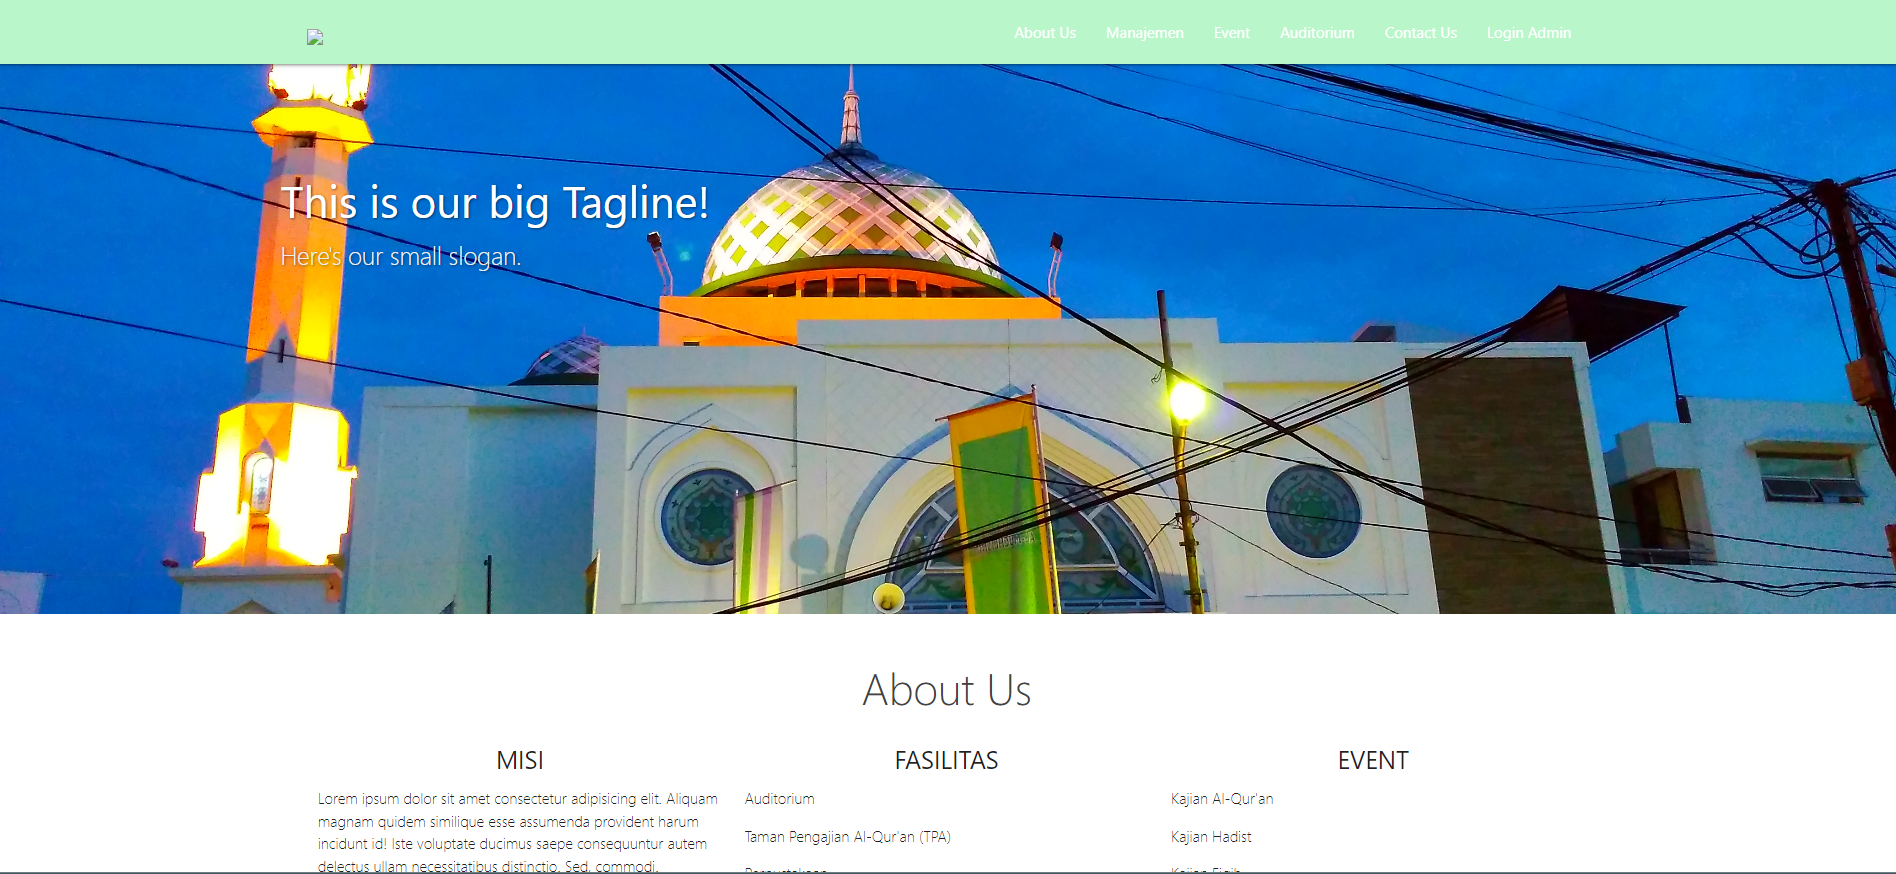 About Us Manajemen Event Auditorium Contact Us Login Admin
This is our big Tagline!
Here's our small slogan.
About Us
MISI
Lorem ipsum dolor sit amet consectetur adipisicing elit. Aliquam
magnam quidem similique esse assumenda provident harum
incidunt id! Iste voluptate ducimus saepe consequuntur autem
delectus ullam necessitatibus distinctio. Sed, commodi.
FASILITAS
Auditorium
Taman Pengajian Al-Qur'an (TPA)
EVENT
Kajian Al-Qur'an
Kajian Hadist